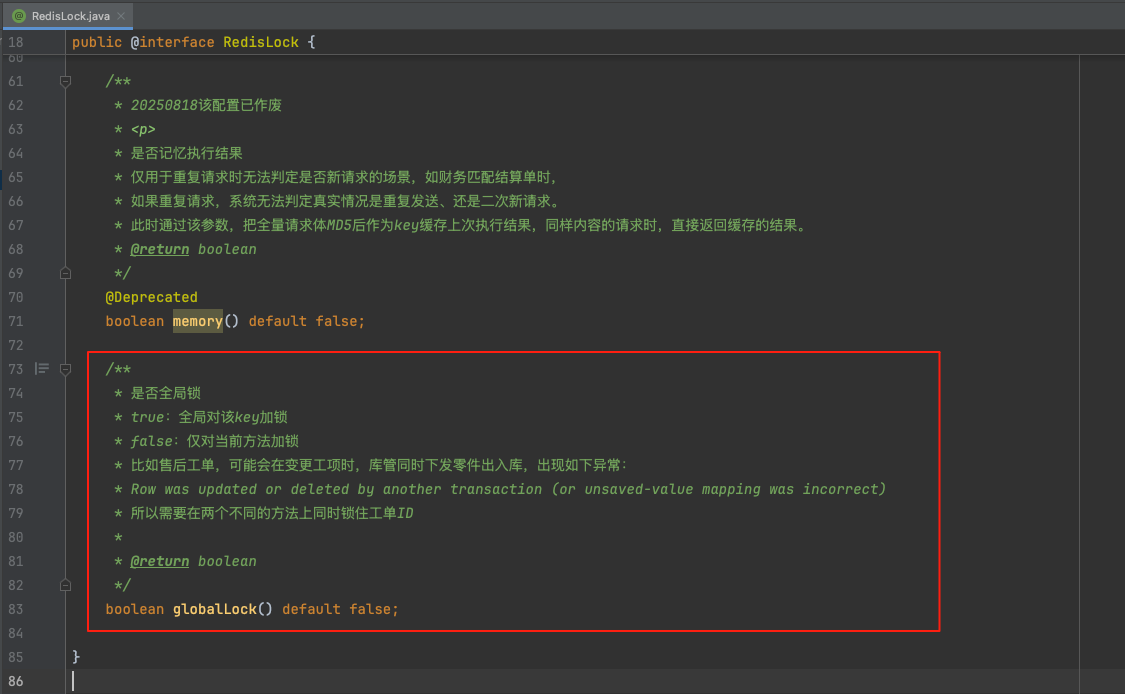 RedisLock.java
18 public @interface RedisLock {
60
61 /**
62 * 20250818该配置已作废
63 * <p>
64 * 是否记忆执行结果
65 * 仅用于重复请求时无法判定是否新请求的场景，如财务匹配结算单时，
66 * 如果重复请求，系统无法判定真实情况是重复发送、还是二次新请求。
67 * 此时通过该参数，把全量请求体MD5后作为key缓存上次执行结果，同样内容的请求时，直接返回缓存的结果。
68 * @return boolean
69 */
70 @Deprecated
71 boolean memory() default false;
72
73 /**
74 * 是否全局锁
75 * true：全局对该key加锁
76 * false：仅对当前方法加锁
77 * 比如售后工单，可能会在变更工项时，库管同时下发零件出入库，出现如下异常：
78 * Row was updated or deleted by another transaction (or unsaved-value mapping was incorrect)
79 * 所以需要在两个不同的方法上同时锁住工单ID
80 *
81 * @return boolean
82 */
83 boolean globalLock() default false;
84
85 }
86